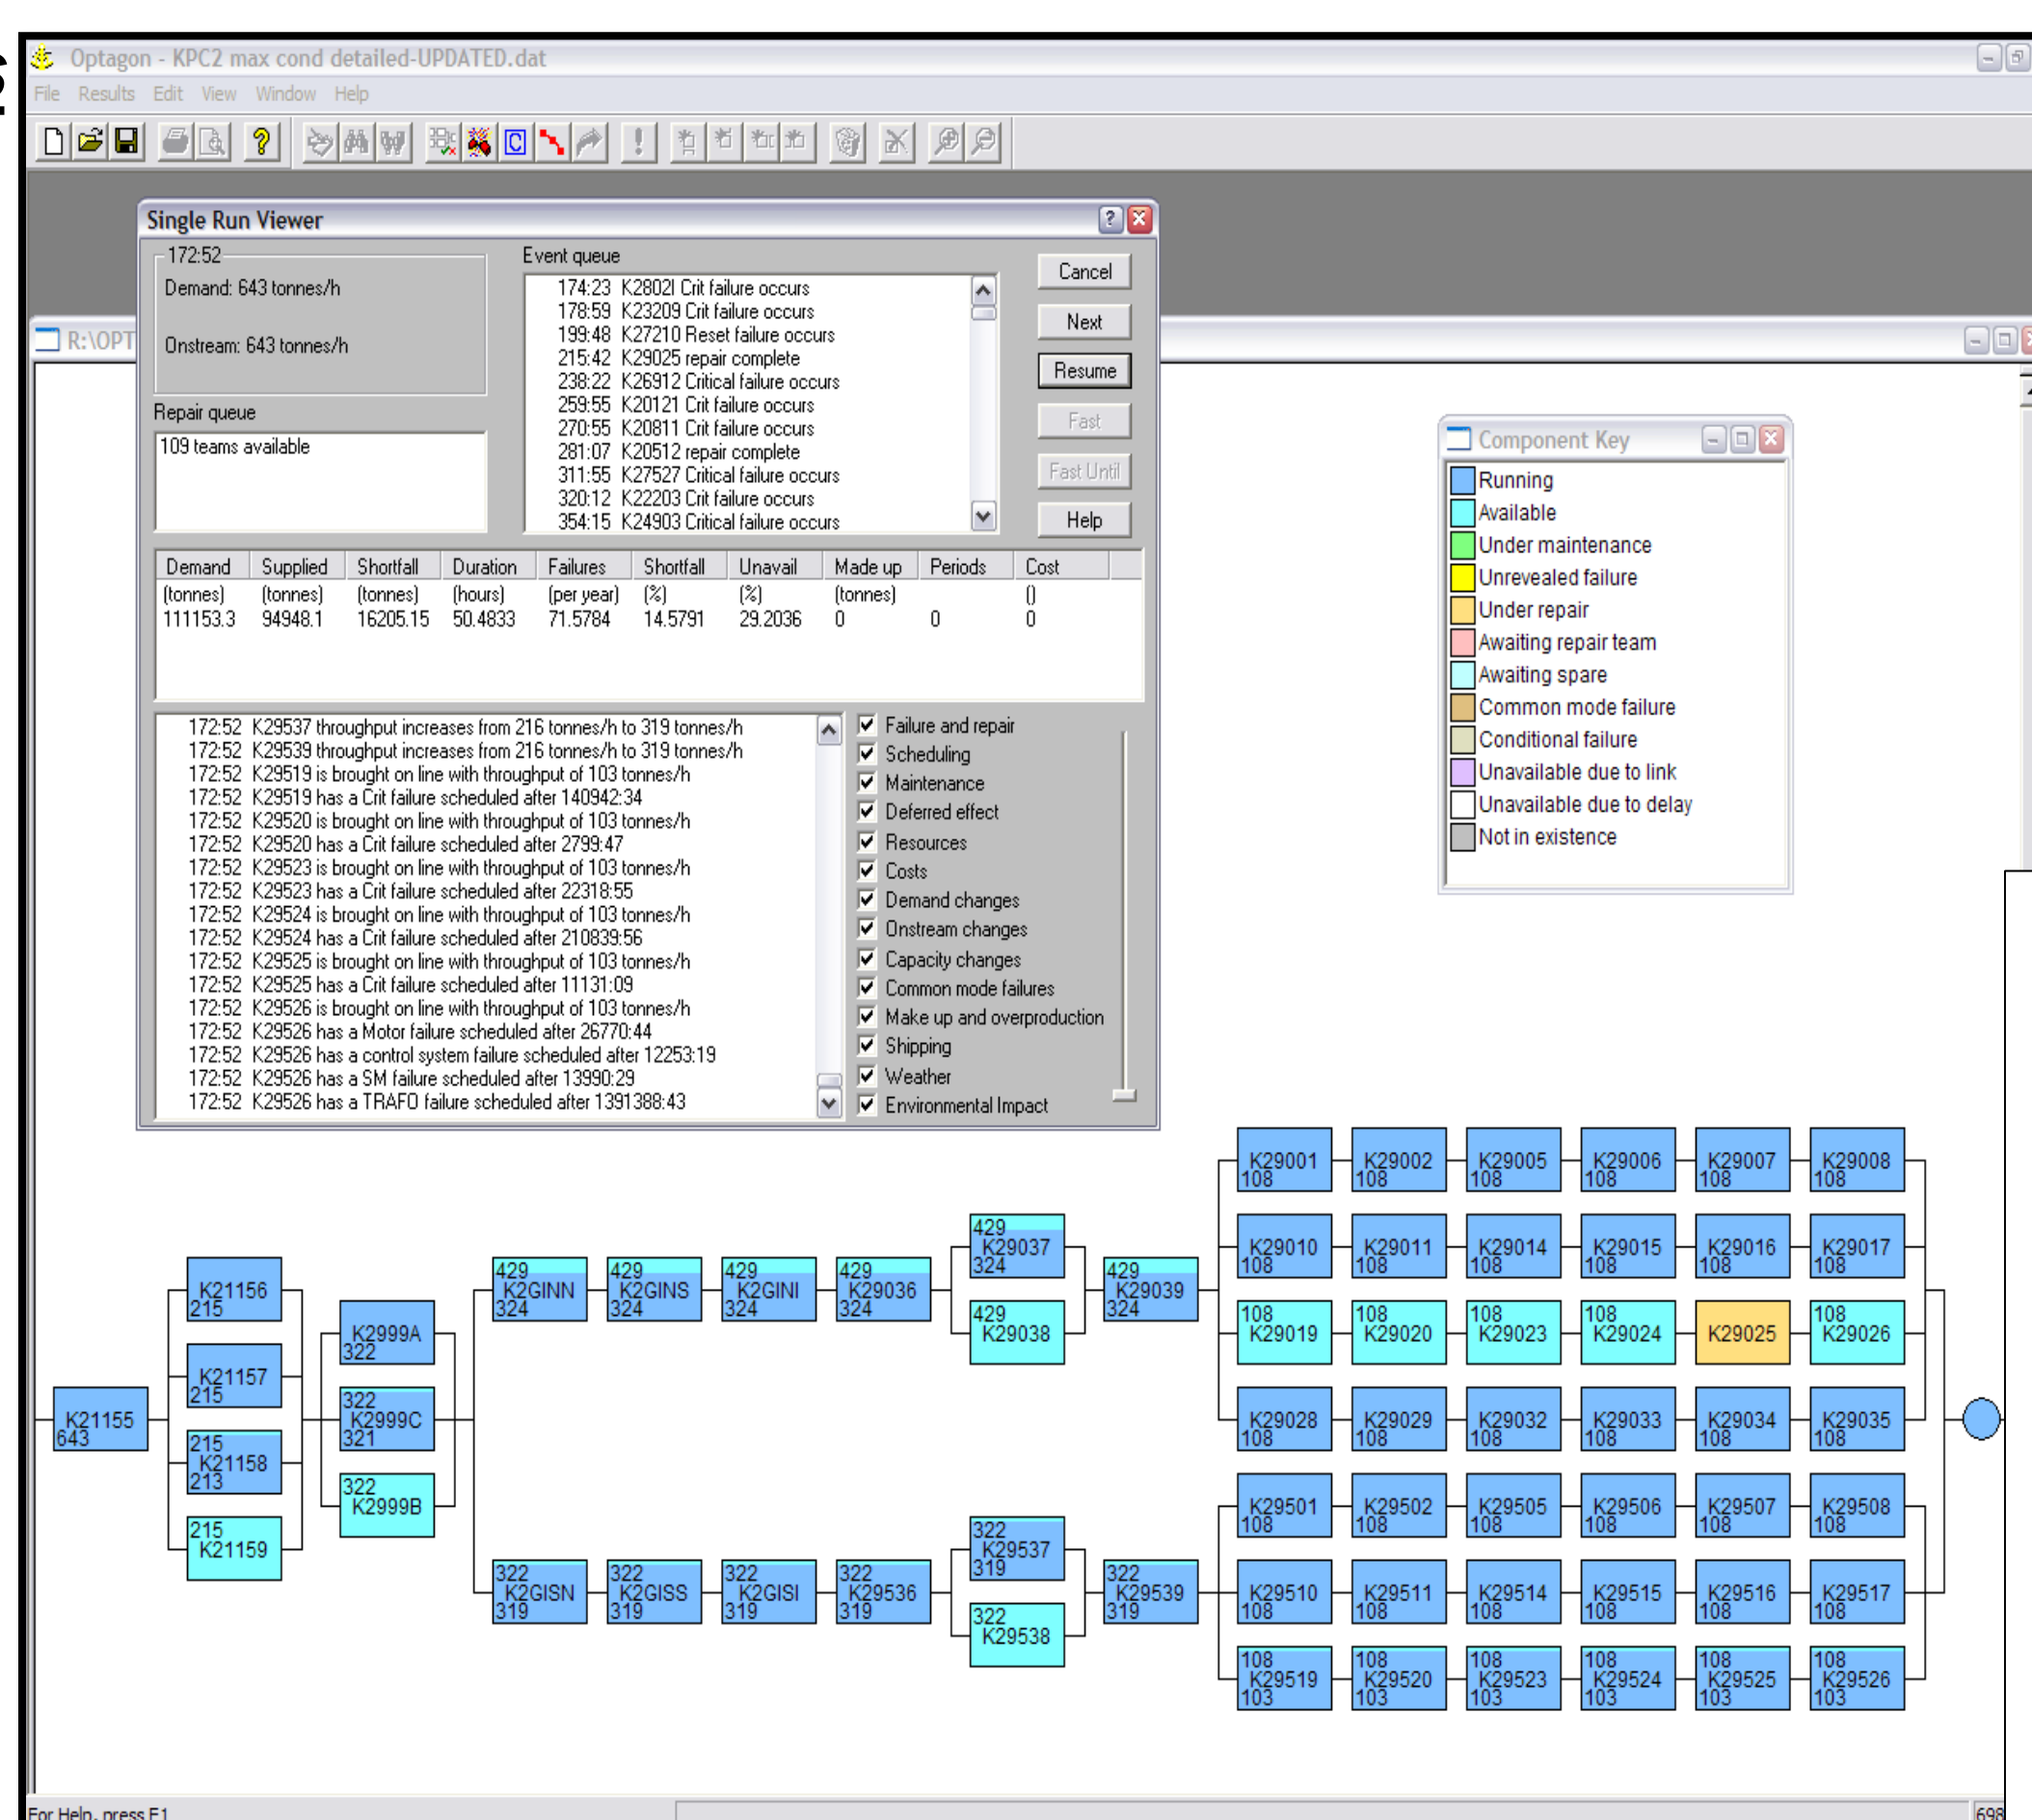 Optagon - KPC2 max cond detailed-UPDATED.dat
File Results Edit View Window Help
Single Run Viewer
172:52
Demand: 643 tonnes/h
Onstream: 643 tonnes/h
Repair queue
109 teams available
Event queue
174:23 K2802I Crit failure occurs
178:59 K23209 Crit failure occurs
199:48 K27210 Reset failure occurs
215:42 K29025 repair complete
238:22 K26912 Critical failure occurs
259:55 K20121 Crit failure occurs
270:55 K20811 Crit failure occurs
281:07 K20512 repair complete
311:55 K27527 Critical failure occurs
320:12 K22203 Crit failure occurs
354:15 K24903 Critical failure occurs
Cancel
Next
Resume
Fast
Fast Until
Help
R:\OPT
Demand Supplied Shortfall Duration Failures Shortfall Unavail Made up Periods Cost
(tonnes) (tonnes) (tonnes) (hours) (per year) (%) (%) (tonnes) ()
111153.3 94948.1 16205.15 50.4833 71.5784 14.5791 29.2036 0 0 0
172:52 K29537 throughput increases from 216 tonnes/h to 319 tonnes/h
172:52 K29539 throughput increases from 216 tonnes/h to 319 tonnes/h
172:52 K29519 is brought on line with throughput of 103 tonnes/h
172:52 K29519 has a Crit failure scheduled after 140942:34
172:52 K29520 is brought on line with throughput of 103 tonnes/h
172:52 K29520 has a Crit failure scheduled after 2799:47
172:52 K29523 is brought on line with throughput of 103 tonnes/h
172:52 K29523 has a Crit failure scheduled after 22318:55
172:52 K29524 is brought on line with throughput of 103 tonnes/h
172:52 K29524 has a Crit failure scheduled after 210839:56
172:52 K29525 is brought on line with throughput of 103 tonnes/h
172:52 K29525 has a Crit failure scheduled after 11131:09
172:52 K29526 is brought on line with throughput of 103 tonnes/h
172:52 K29526 has a Motor failure scheduled after 26770:44
172:52 K29526 has a control system failure scheduled after 12253:19
172:52 K29526 has a SM failure scheduled after 13990:29
172:52 K29526 has a TRAFO failure scheduled after 1391388:43
Failure and repair
Scheduling
Maintenance
Deferred effect
Resources
Costs
Demand changes
Onstream changes
Capacity changes
Common mode failures
Make up and overproduction
Shipping
Weather
Environmental Impact
Component Key
Running
Available
Under maintenance
Unrevealed failure
Under repair
Awaiting repair team
Awaiting spare
Common mode failure
Conditional failure
Unavailable due to link
Unavailable due to delay
Not in existence
K21155
643
K21156
215
K21157
215
215
K21158
213
215
K21159
K2999A
322
322
K2999C
321
322
K2999B
429
K2GINN
324
429
K2GINS
324
429
K2GINI
324
429
K29036
324
429
K29037
324
429
K29038
429
K29039
324
322
K2GISN
319
322
K2GISS
319
322
K2GISI
319
322
K29536
319
322
K29537
319
322
K29538
322
K29539
319
K29001 K29002 K29005 K29006 K29007 K29008
108 108 108 108 108 108
K29010 K29011 K29014 K29015 K29016 K29017
108 108 108 108 108 108
108 108 108 108 108
K29019 K29020 K29023 K29024 K29025 K29026
K29028 K29029 K29032 K29033 K29034 K29035
108 108 108 108 108 108
K29501 K29502 K29505 K29506 K29507 K29508
108 108 108 108 108 108
K29510 K29511 K29514 K29515 K29516 K29517
108 108 108 108 108 108
108 108 108 108 108 108
K29519 K29520 K29523 K29524 K29525 K29526
103 103 103 103 103 103
For Help, press F1
698